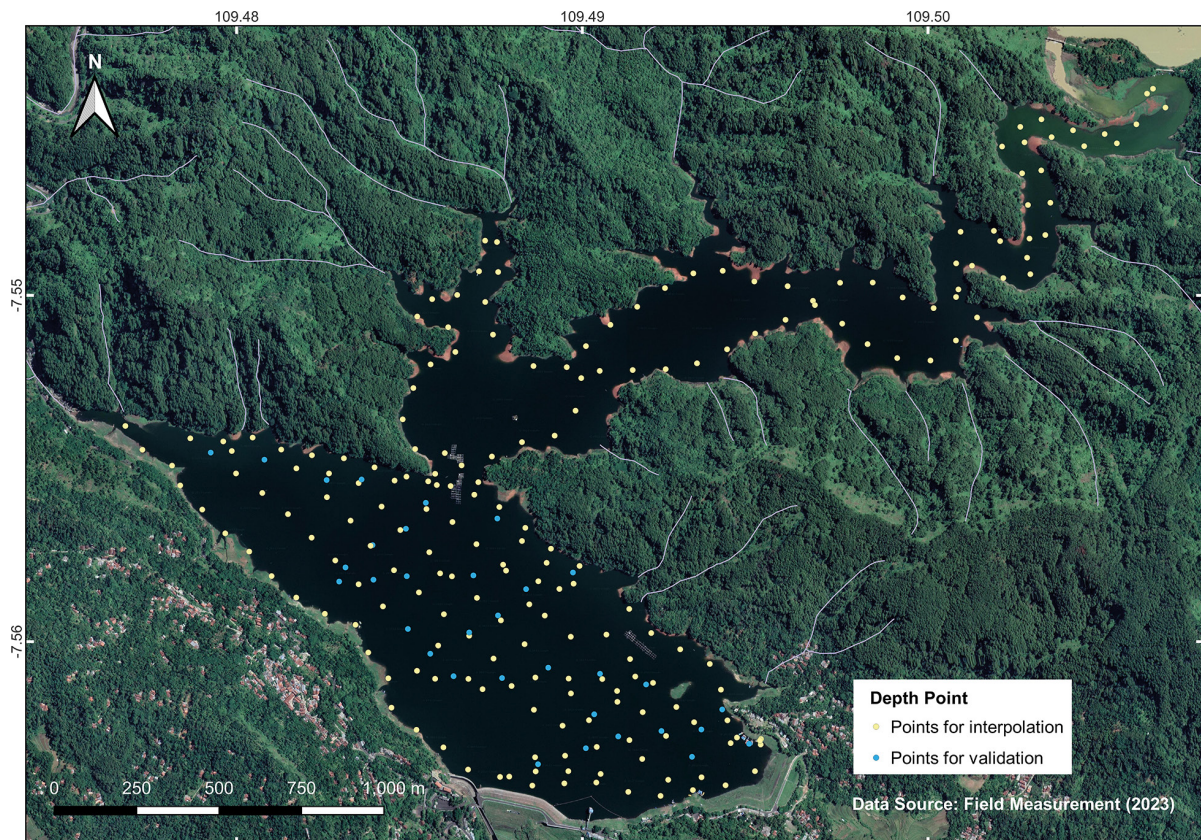 109.48 109.49 109.50
N
-7.55
-7.56
Depth Point
Points for interpolation
Points for validation
0 250 500 750 1,000 m
Data Source: Field Measurement (2023)